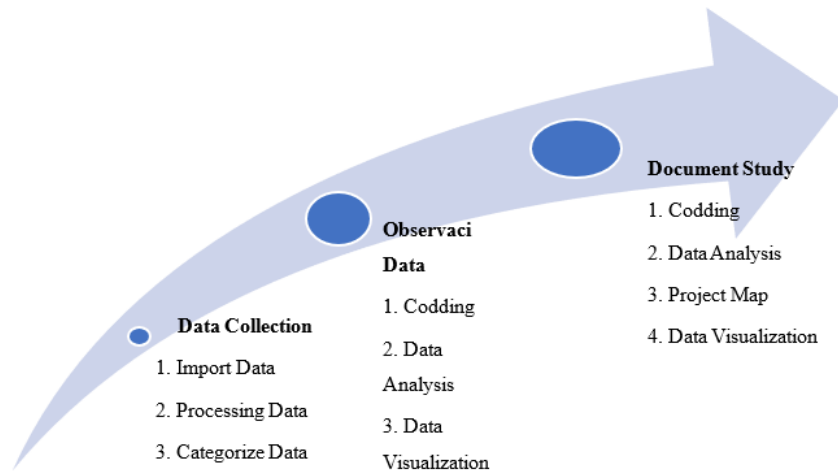 Data Collection
1. Import Data
2. Processing Data
3. Categorize Data
Observaci
Data
1. Codding
2. Data
Analysis
3. Data
Visualization
Document Study
1. Codding
2. Data Analysis
3. Project Map
4. Data Visualization